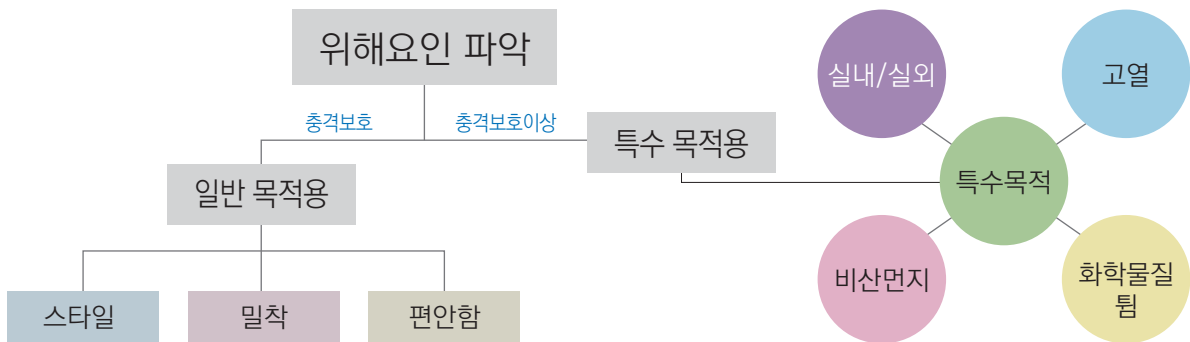 위해요인 파악
충격보호
충격보호이상
특수 목적용
일반 목적용
스타일
밀착
편안함
실내/실외
고열
특수목적
비산먼지
화학물질
튐